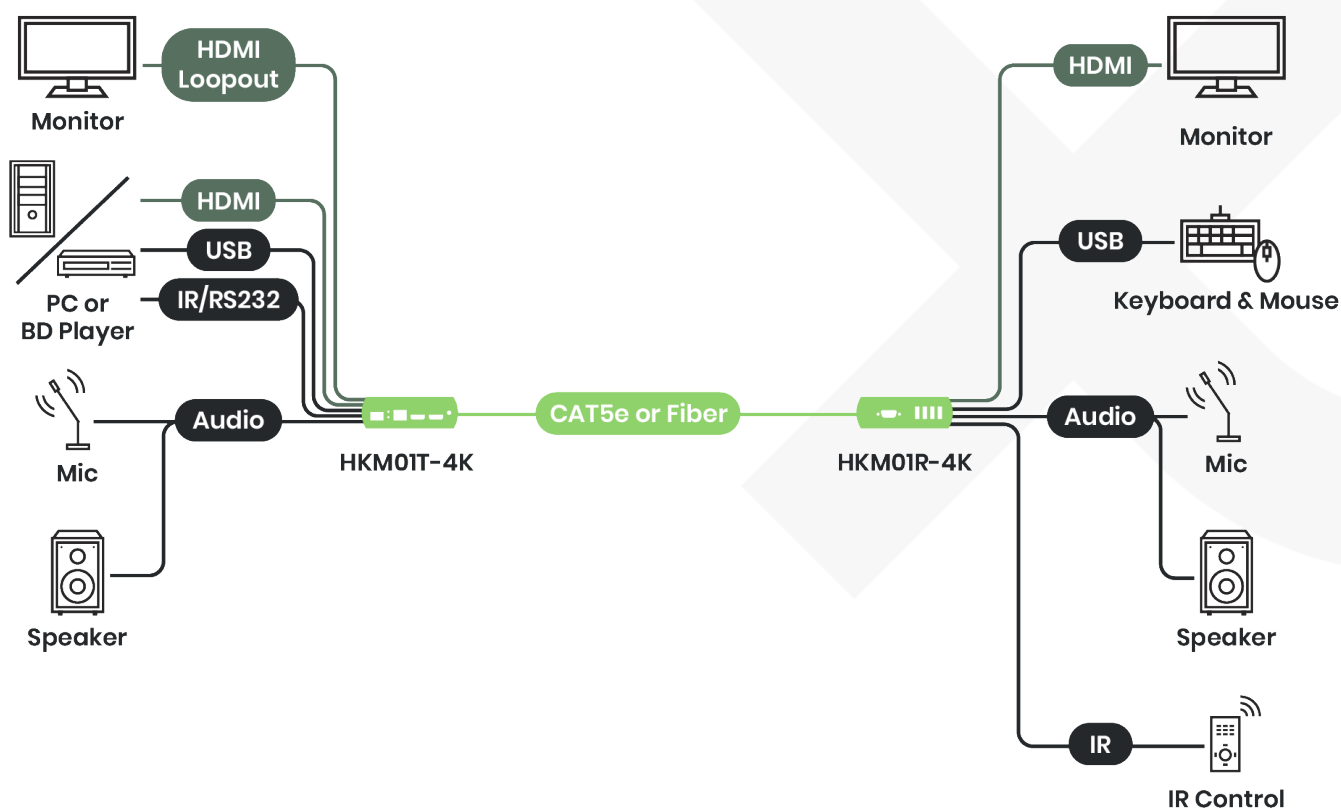 HDMI
Loopout
Monitor
HDMI
USB
IR/RS232
PC or
BD Player
Audio
Mic
Speaker
HKM01T-4K
CAT5e or Fiber
HKM01R-4K
HDMI
Monitor
USB
Keyboard & Mouse
Audio
Mic
Speaker
IR
IR Control